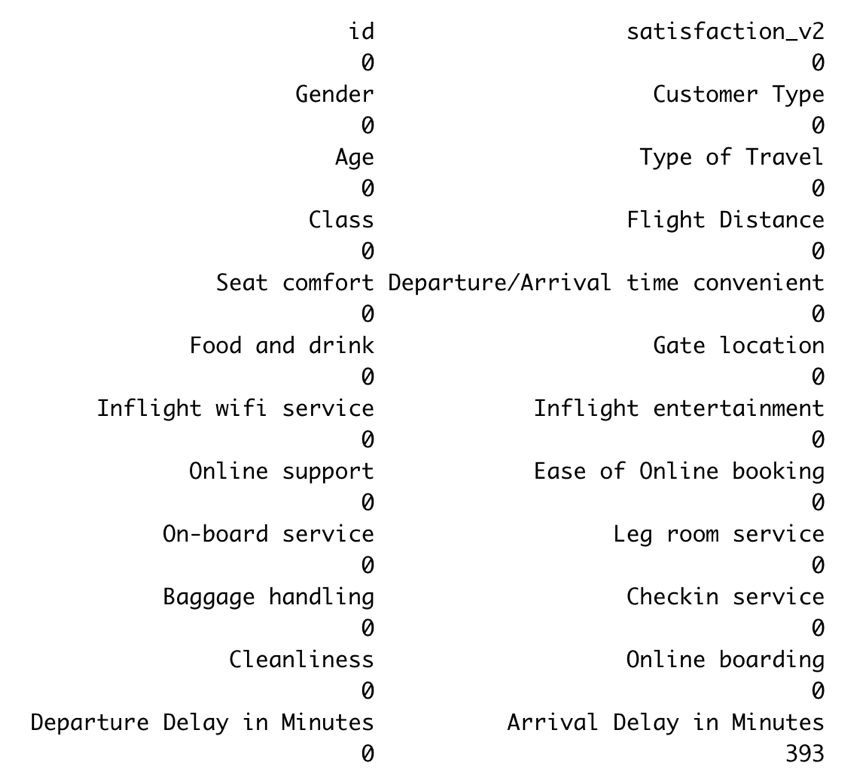 id satisfaction_v2
0 0
Gender Customer Type
0 0
Age Type of Travel
0 0
Class Flight Distance
0 0
Seat comfort Departure/Arrival time convenient
0 0
Food and drink Gate location
0 0
Inflight wifi service Inflight entertainment
0 0
Online support Ease of Online booking
0 0
On-board service Leg room service
0 0
Baggage handling Checkin service
0 0
Cleanliness Online boarding
0 0
Departure Delay in Minutes Arrival Delay in Minutes
0 393